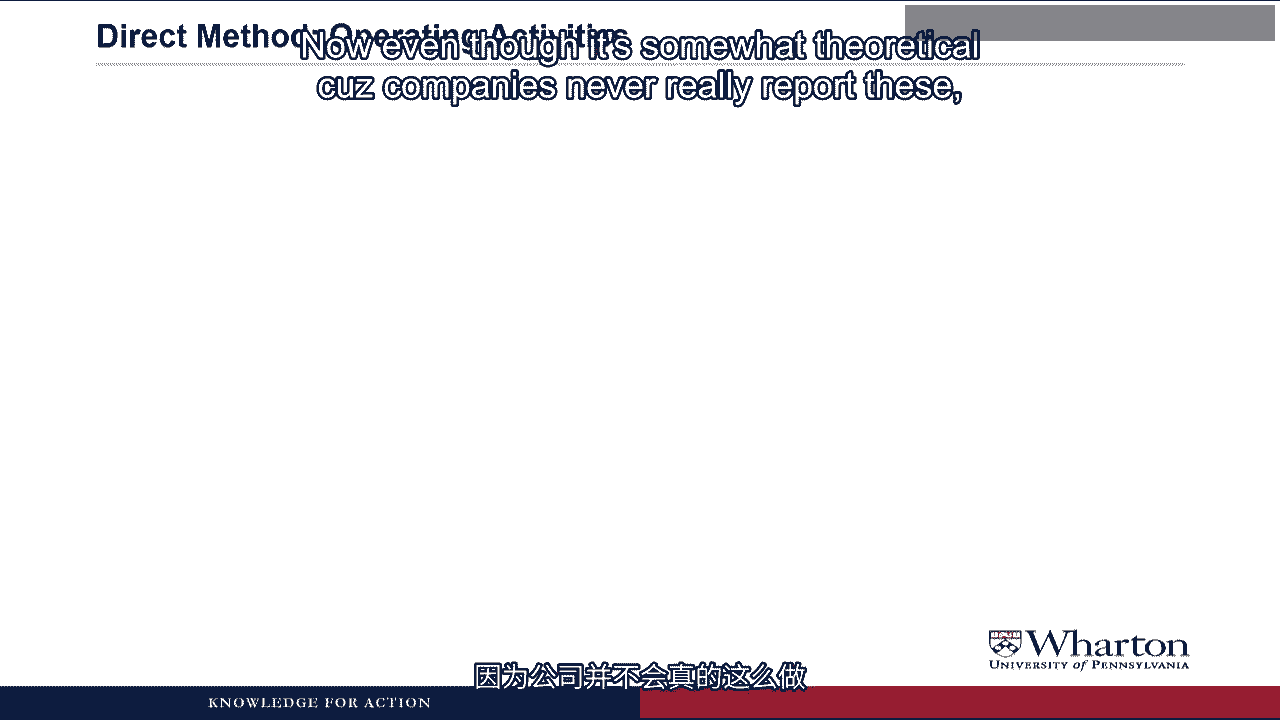 Direct Method: Operating Activities
Now even though it's somewhat theoretical
cuz companies never really report these,
Wharton
UNIVERSITY of PENNSYLVANIA
因为公司并不会真的这么做
KNOWLEDGE FOR ACTION